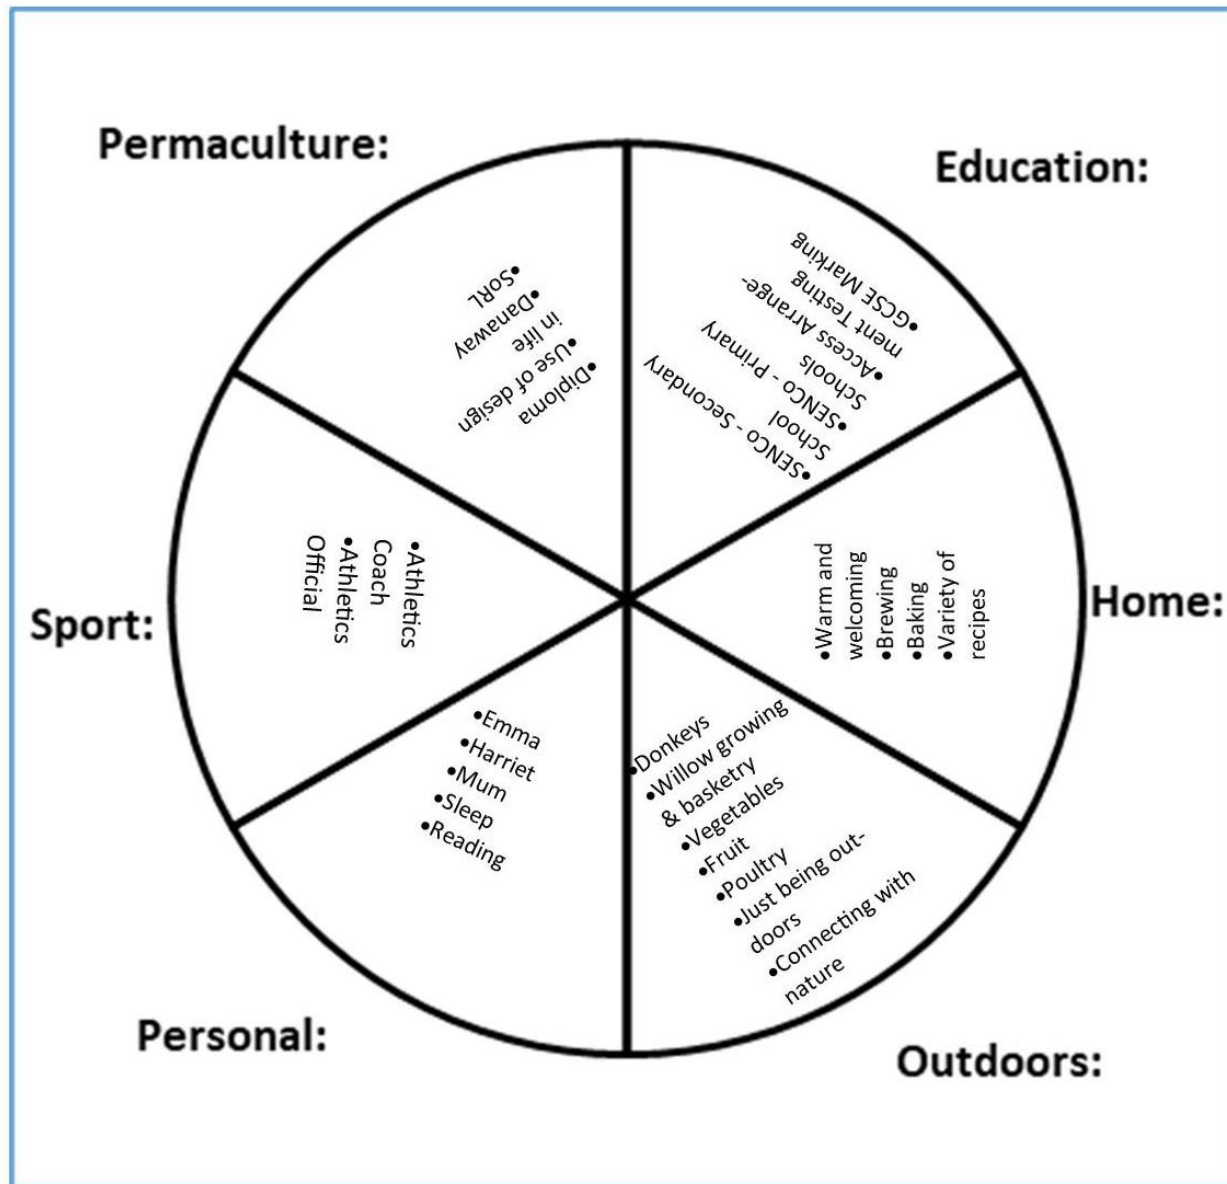 Permaculture:
•Diploma
•Use of design
in life
•Danaway
•SoRL
Education:
•SENCo - Secondary
School
•SENCo - Primary
Schools
•Access Arrange-
ment Testing
•GCSE Marking
Home:
•Warm and
welcoming
•Brewing
•Baking
•Variety of
recipes
Outdoors:
•Donkeys
•Willow growing
& basketry
•Vegetables
•Fruit
•Poultry
•Just being out-
doors
•Connecting with
nature
Personal:
•Emma
•Harriet
•Mum
•Sleep
•Reading
Sport:
•Athletics
Coach
•Athletics
Official